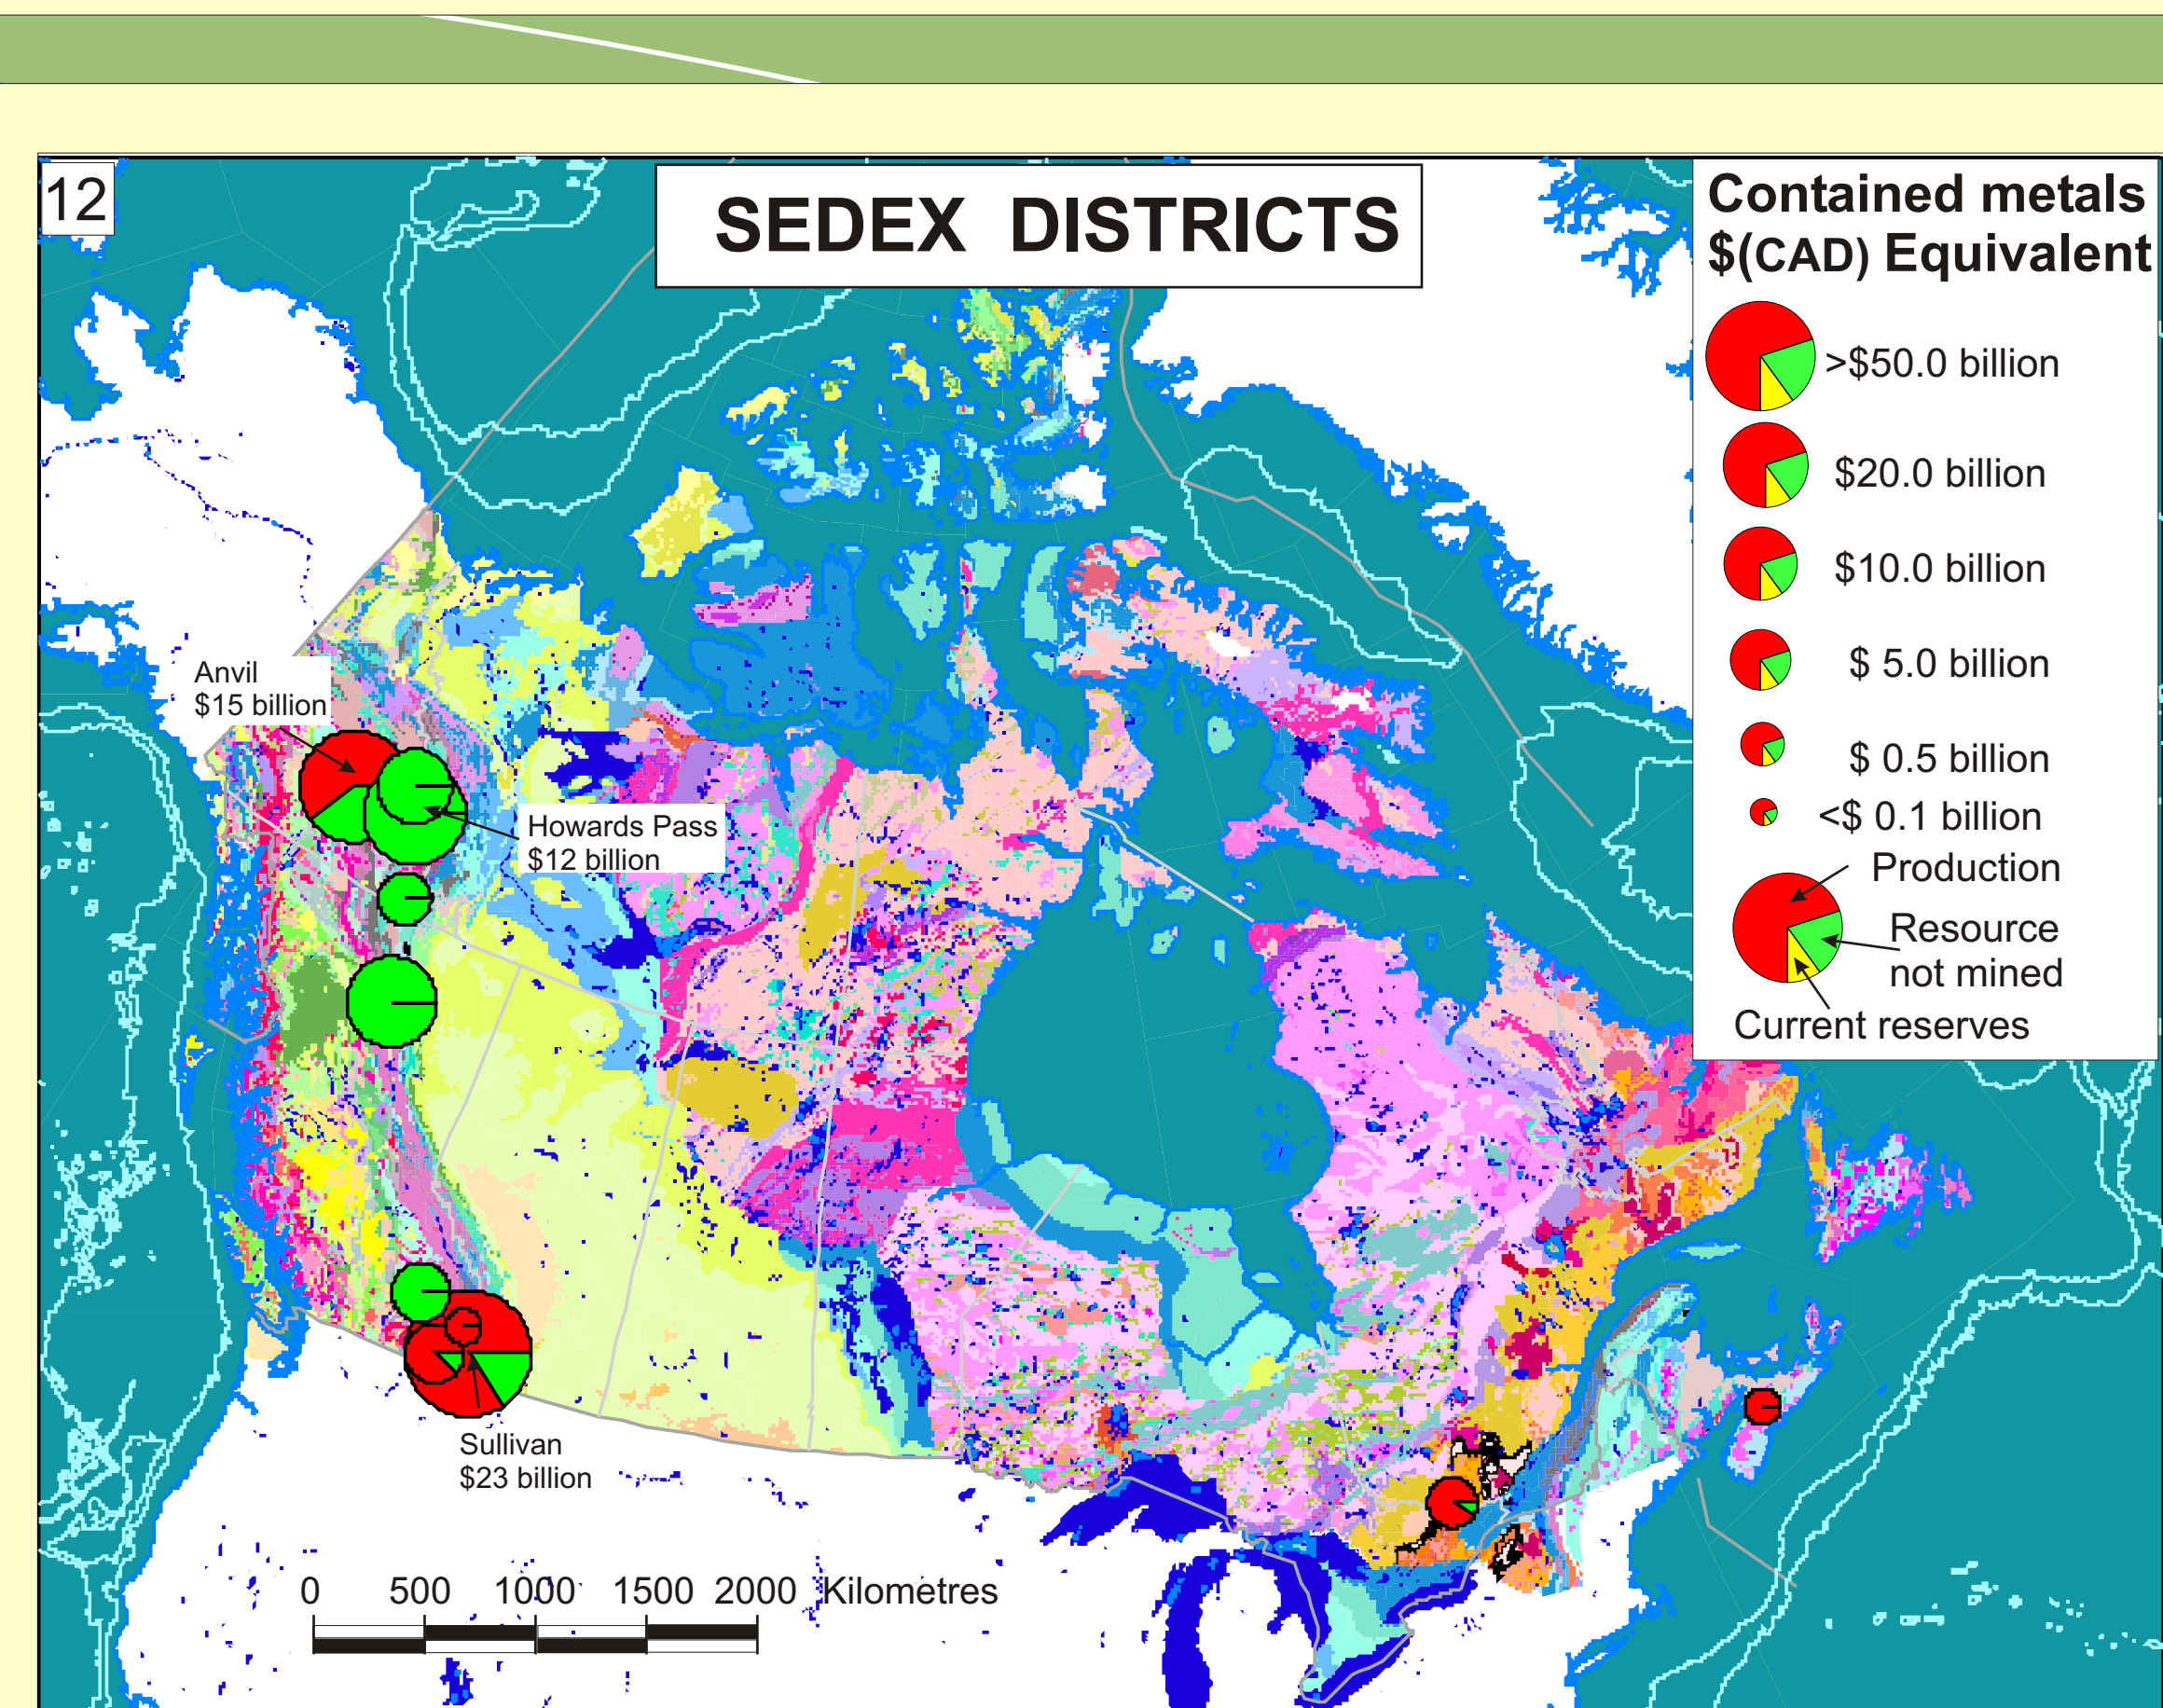 12
SEDEX DISTRICTS
Contained metals
$(CAD) Equivalent
>$50.0 billion
$20.0 billion
$10.0 billion
$ 5.0 billion
$ 0.5 billion
<$ 0.1 billion
Production
Resource
not mined
Current reserves
Anvil
$15 billion
Howards Pass
$12 billion
Sullivan
$23 billion
0 500 1000 1500 2000 Kilometres